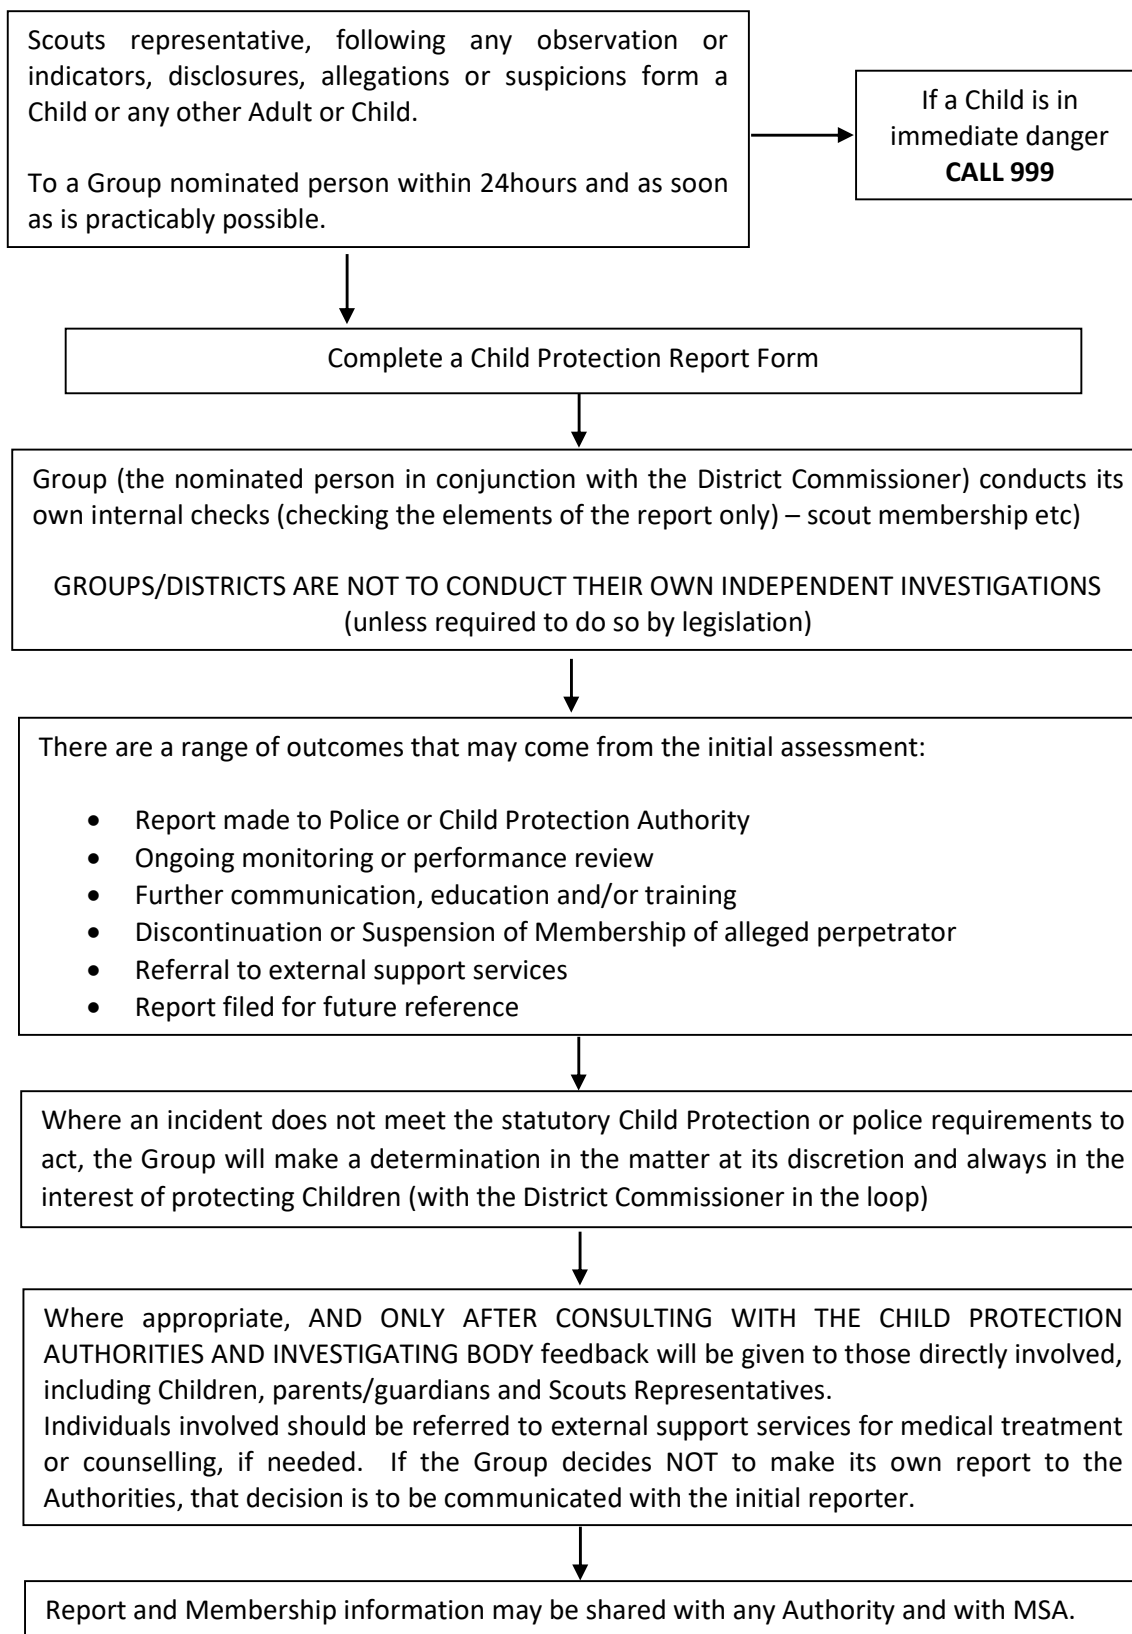 Scouts representative, following any observation or
indicators, disclosures, allegations or suspicions form a
Child or any other Adult or Child.
To a Group nominated person within 24hours and as soon
as is practicably possible.
If a Child is in
immediate danger
CALL 999
Complete a Child Protection Report Form
Group (the nominated person in conjunction with the District Commissioner) conducts its
own internal checks (checking the elements of the report only) – scout membership etc)
GROUPS/DISTRICTS ARE NOT TO CONDUCT THEIR OWN INDEPENDENT INVESTIGATIONS
(unless required to do so by legislation)
There are a range of outcomes that may come from the initial assessment:
• Report made to Police or Child Protection Authority
• Ongoing monitoring or performance review
• Further communication, education and/or training
• Discontinuation or Suspension of Membership of alleged perpetrator
• Referral to external support services
• Report filed for future reference
Where an incident does not meet the statutory Child Protection or police requirements to
act, the Group will make a determination in the matter at its discretion and always in the
interest of protecting Children (with the District Commissioner in the loop)
Where appropriate, AND ONLY AFTER CONSULTING WITH THE CHILD PROTECTION
AUTHORITIES AND INVESTIGATING BODY feedback will be given to those directly involved,
including Children, parents/guardians and Scouts Representatives.
Individuals involved should be referred to external support services for medical treatment
or counselling, if needed. If the Group decides NOT to make its own report to the
Authorities, that decision is to be communicated with the initial reporter.
Report and Membership information may be shared with any Authority and with MSA.